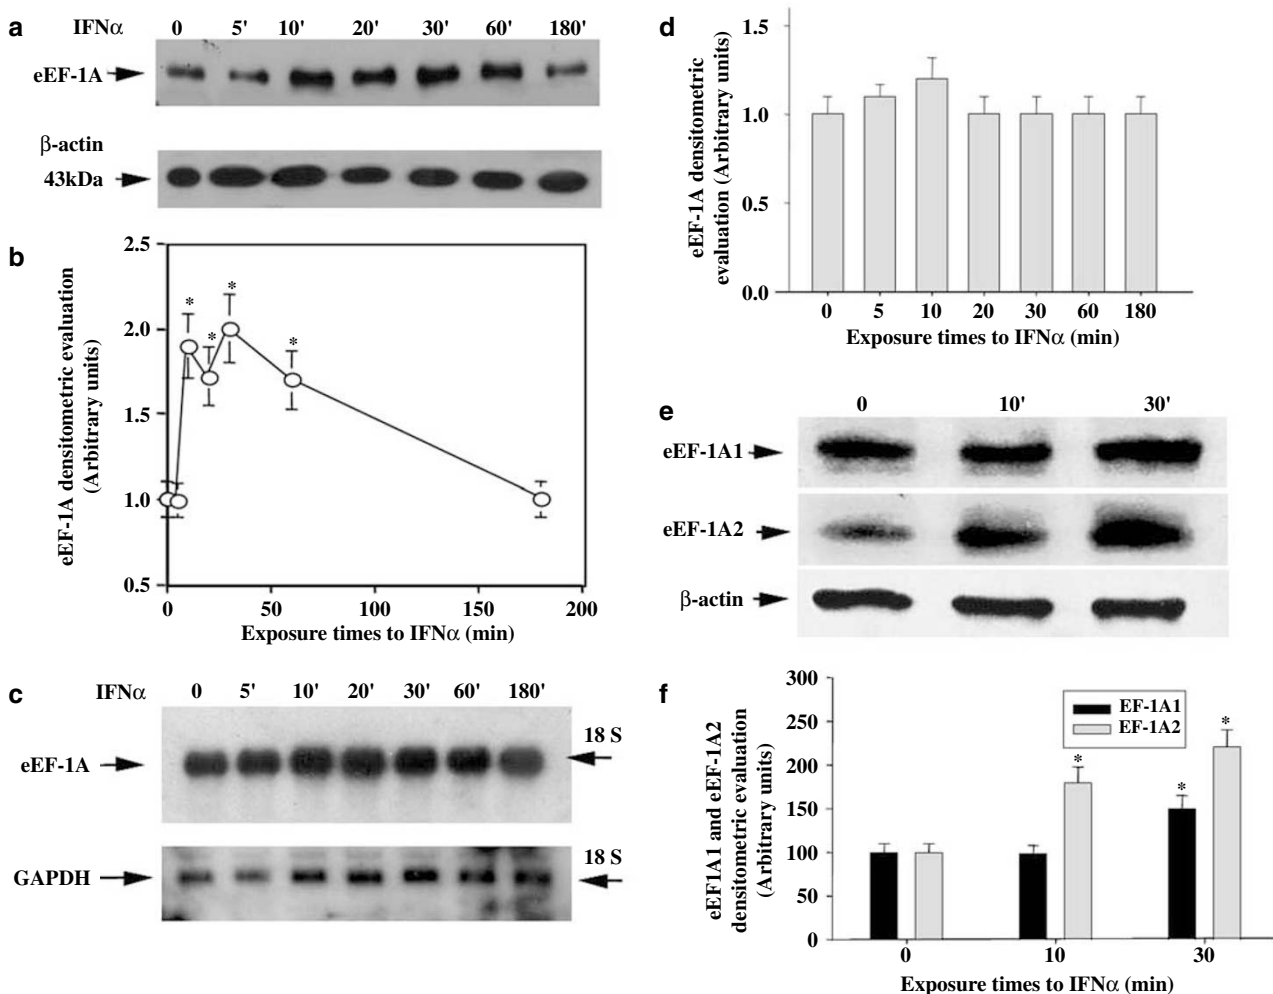 a
IFNα 0 5' 10' 20' 30' 60' 180'
eEF-1A
β-actin
43kDa
b
eEF-1A densitometric evaluation
(Arbitrary units)
2.5
2.0
1.5
1.0
0.5
* * * *
0 50 100 150 200
Exposure times to IFNα (min)
c
IFNα 0 5' 10' 20' 30' 60' 180'
18 S
eEF-1A
18 S
GAPDH
d
eEF-1A densitometric
evaluation (Arbitrary units)
1.5
1.0
0.5
0.0
0 5 10 20 30 60 180
Exposure times to IFNα (min)
e
0 10' 30'
eEF-1A1
eEF-1A2
β-actin
f
eEF1A1 and eEF-1A2
densitometric evaluation
(Arbitrary units)
300
250
200
150
100
50
0
EF-1A1
EF-1A2
* * *
0 10 30
Exposure times to IFNα (min)